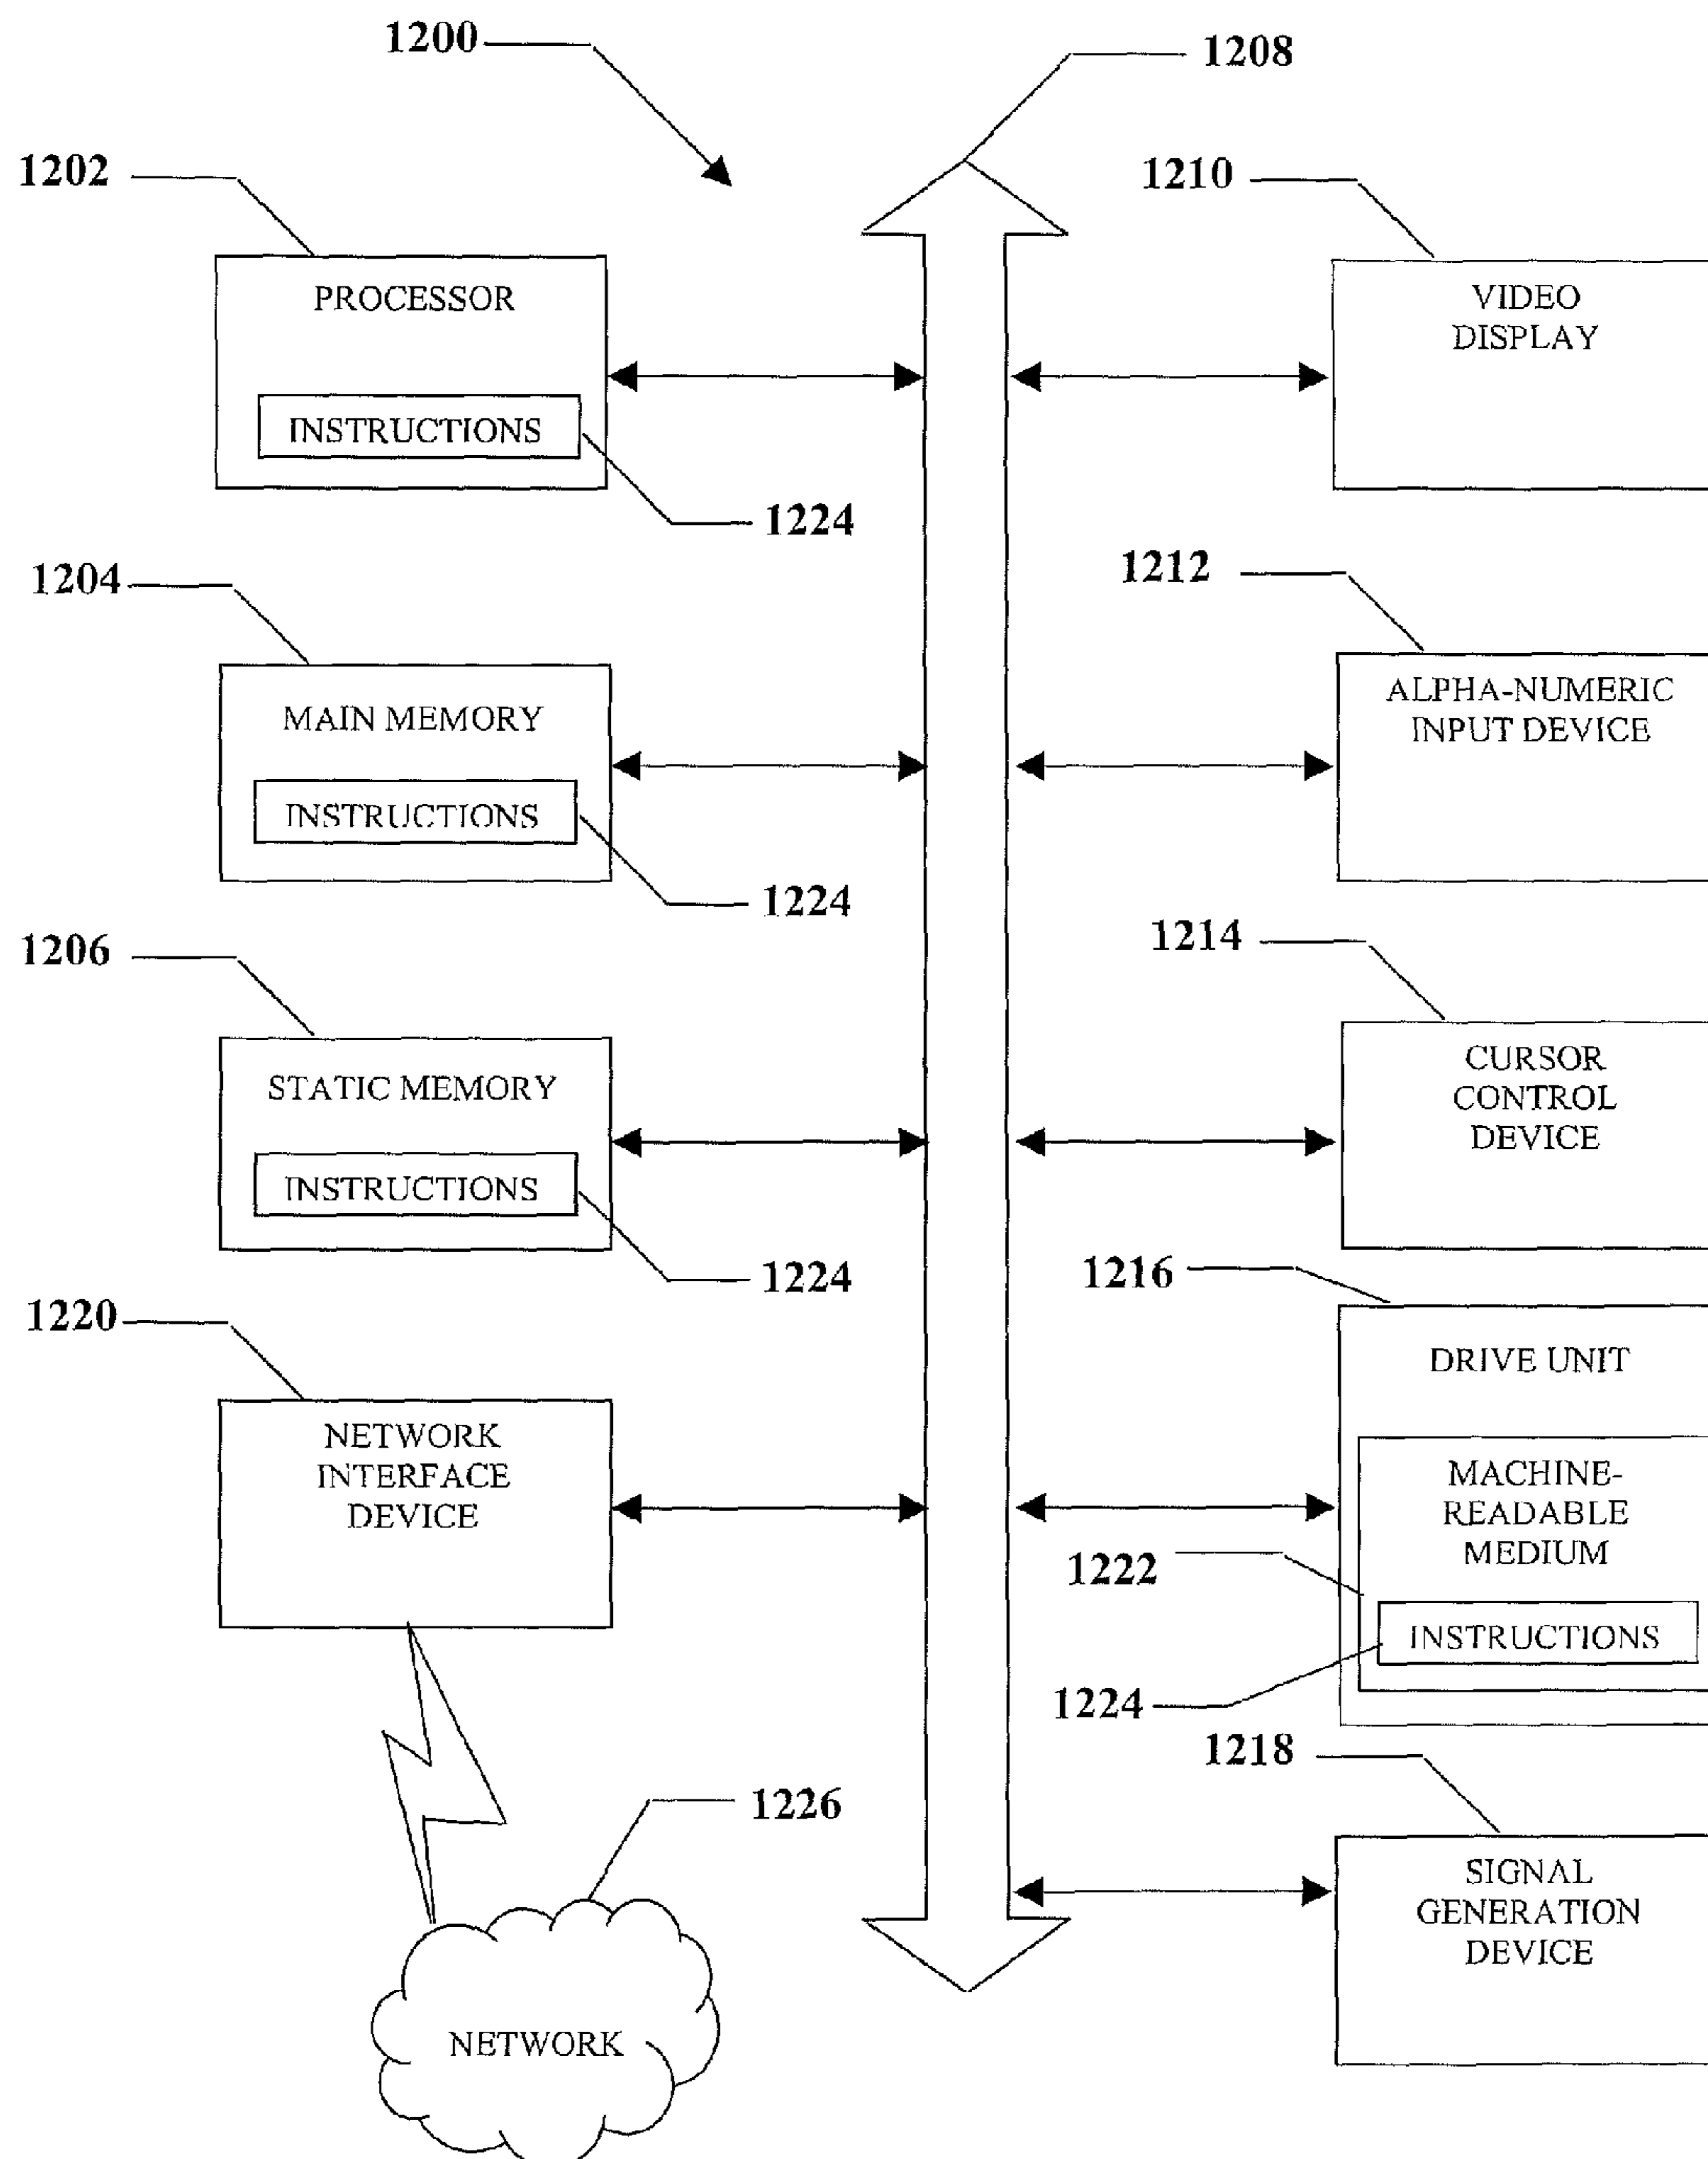 1200
1208
1202
1210
PROCESSOR
INSTRUCTIONS
1224
VIDEO
DISPLAY
1204
1212
MAIN MEMORY
INSTRUCTIONS
1224
ALPHA-NUMERIC
INPUT DEVICE
1206
1214
STATIC MEMORY
INSTRUCTIONS
1224
CURSOR
CONTROL
DEVICE
1220
1216
NETWORK
INTERFACE
DEVICE
DRIVE UNIT
MACHINE-
READABLE
MEDIUM
1222
INSTRUCTIONS
1224
1226
NETWORK
1218
SIGNAL
GENERATION
DEVICE